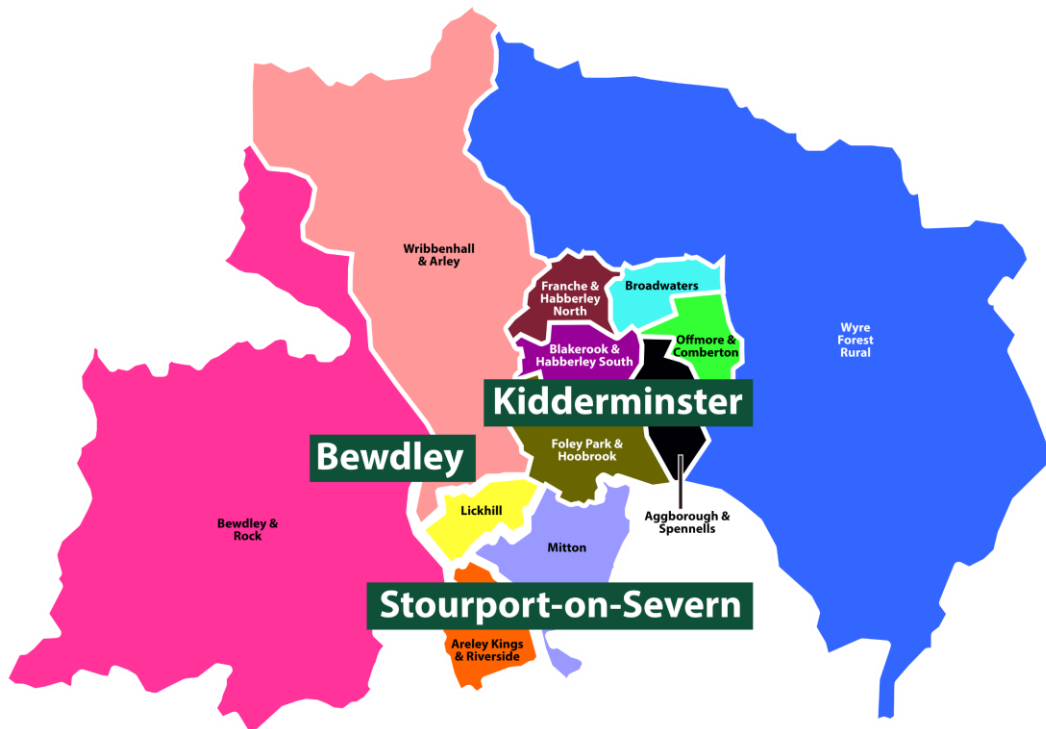 Wribbenhall
& Arley
Franche &
Habberley
North
Broadwaters
Wyre
Forest
Rural
Offmore &
Comberton
Blakerook &
Habberley South
Kidderminster
Bewdley
Foley Park &
Hoobrook
Lickhill
Aggborough &
Spennells
Bewdley &
Rock
Mitton
Stourport-on-Severn
Areley Kings
& Riverside